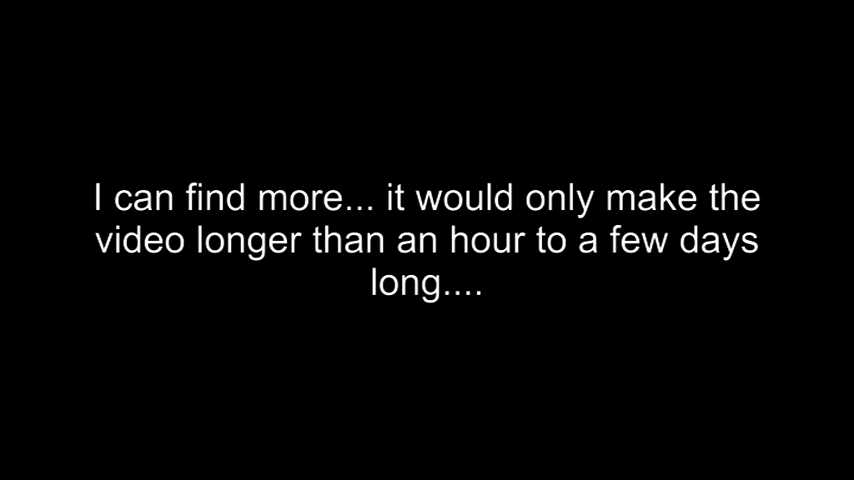 I can find more... it would only make the
video longer than an hour to a few days
long....